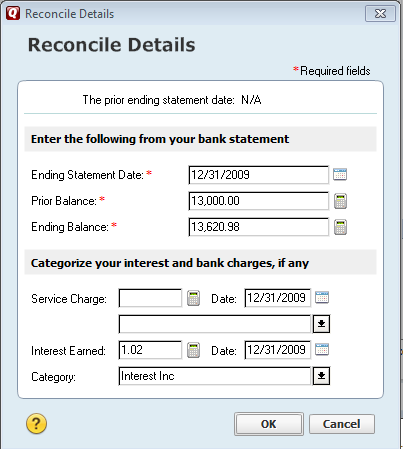 Reconcile Details
Reconcile Details
*Required fields
The prior ending statement date: N/A
Enter the following from your bank statement
Ending Statement Date: * 12/31/2009
Prior Balance: * 13,000.00
Ending Balance: * 13,620.98
Categorize your interest and bank charges, if any
Service Charge: Date: 12/31/2009
Interest Earned: 1.02 Date: 12/31/2009
Category: Interest Inc
? OK Cancel